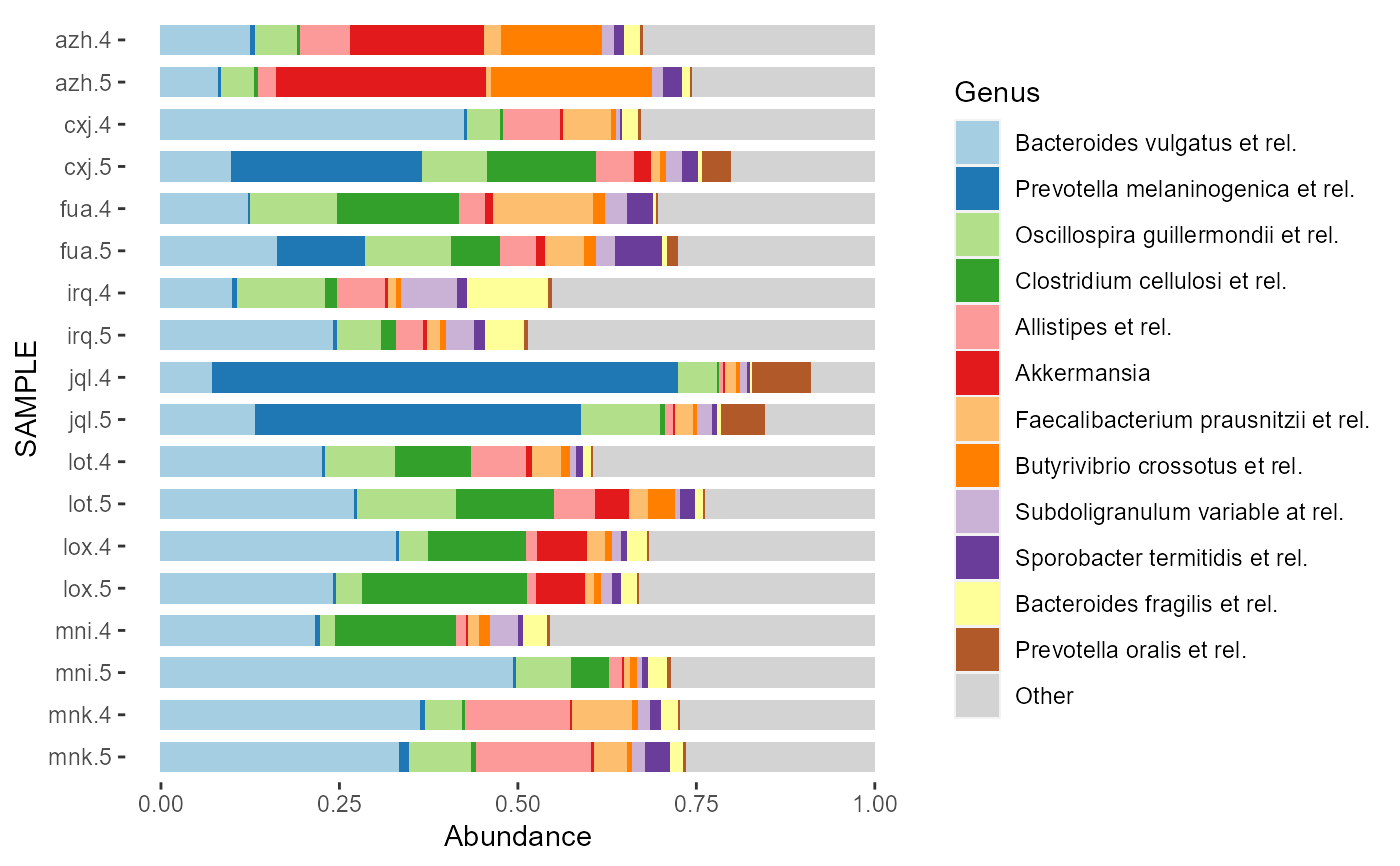 SAMPLE
azh.4
azh.5
cxj.4
cxj.5
fua.4
fua.5
irq.4
irq.5
jql.4
jql.5
lot.4
lot.5
lox.4
lox.5
mni.4
mni.5
mnk.4
mnk.5
0.00 0.25 0.50 0.75 1.00
Abundance
Genus
Bacteroides vulgatus et rel.
Prevotella melaninogenica et rel.
Oscillospira guillermondii et rel.
Clostridium cellulosi et rel.
Allistipes et rel.
Akkermansia
Faecalibacterium prausnitzii et rel.
Butyrivibrio crossotus et rel.
Subdoligranulum variable at rel.
Sporobacter termitidis et rel.
Bacteroides fragilis et rel.
Prevotella oralis et rel.
Other